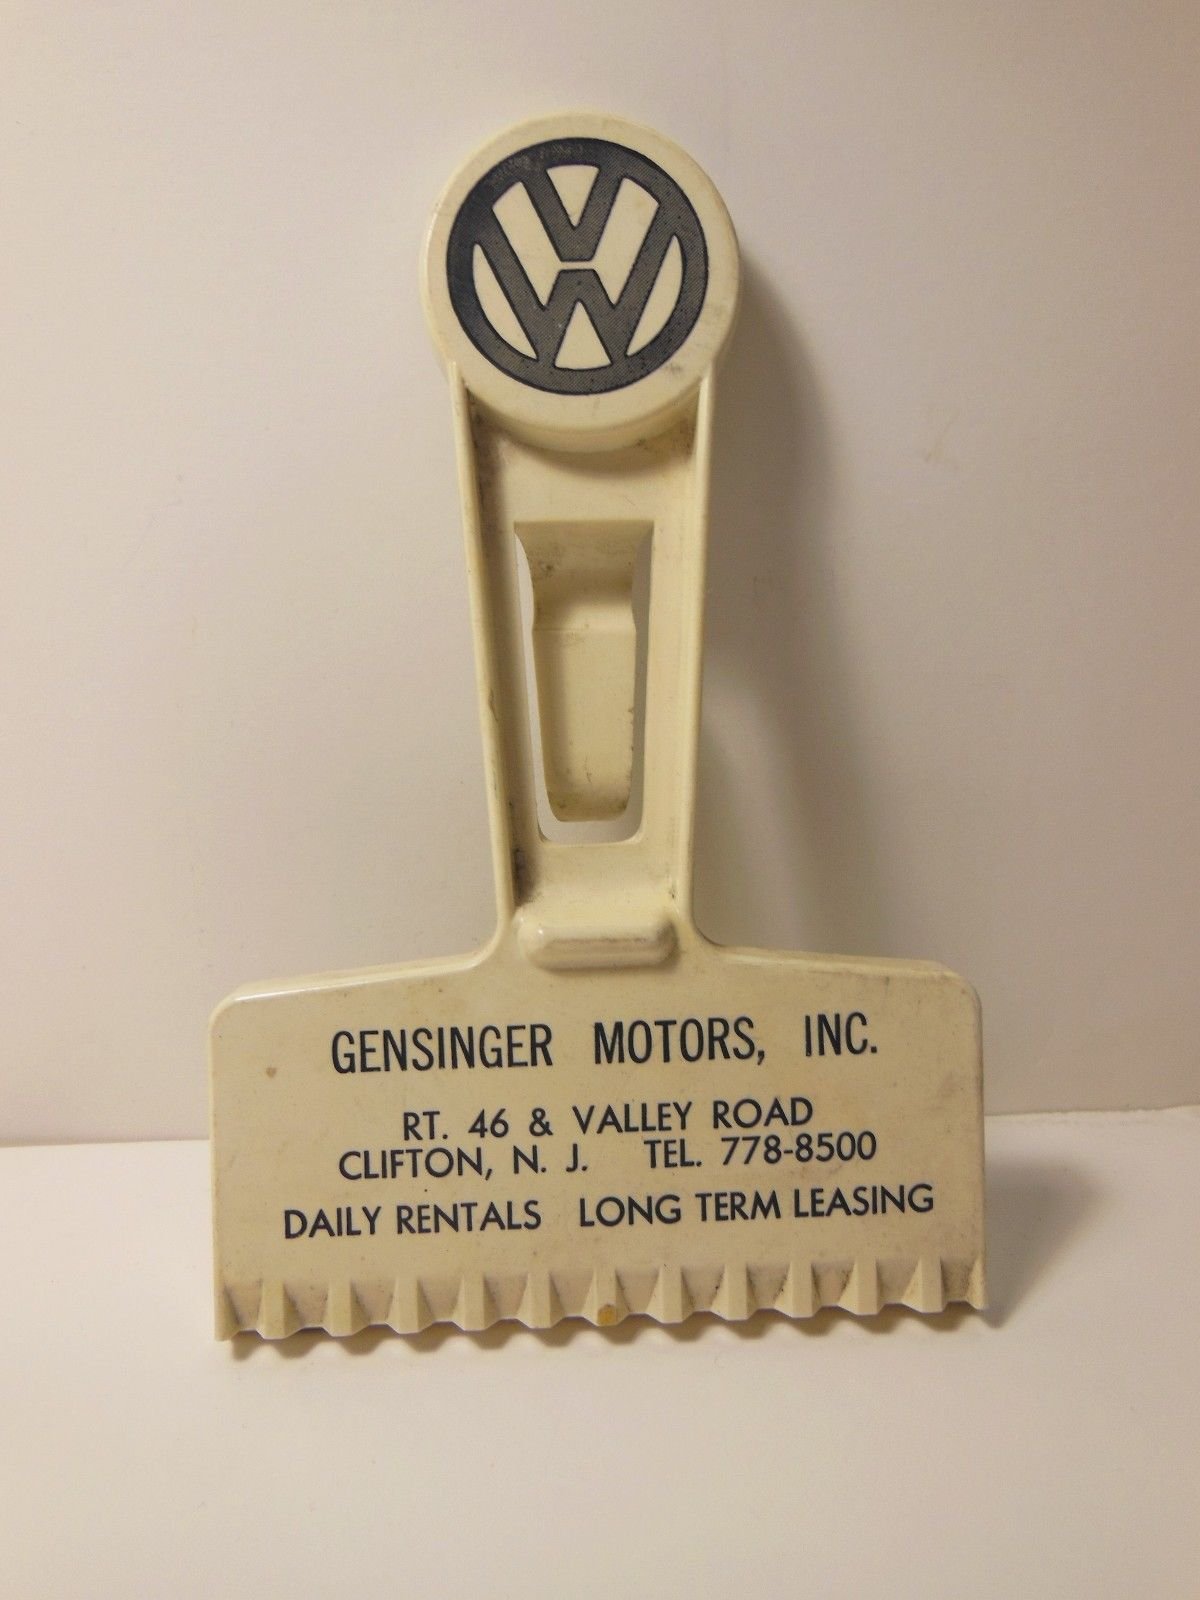 VW
GENSINGER MOTORS, INC.
RT. 46 & VALLEY ROAD
CLIFTON, N. J. TEL. 778-8500
DAILY RENTALS LONG TERM LEASING